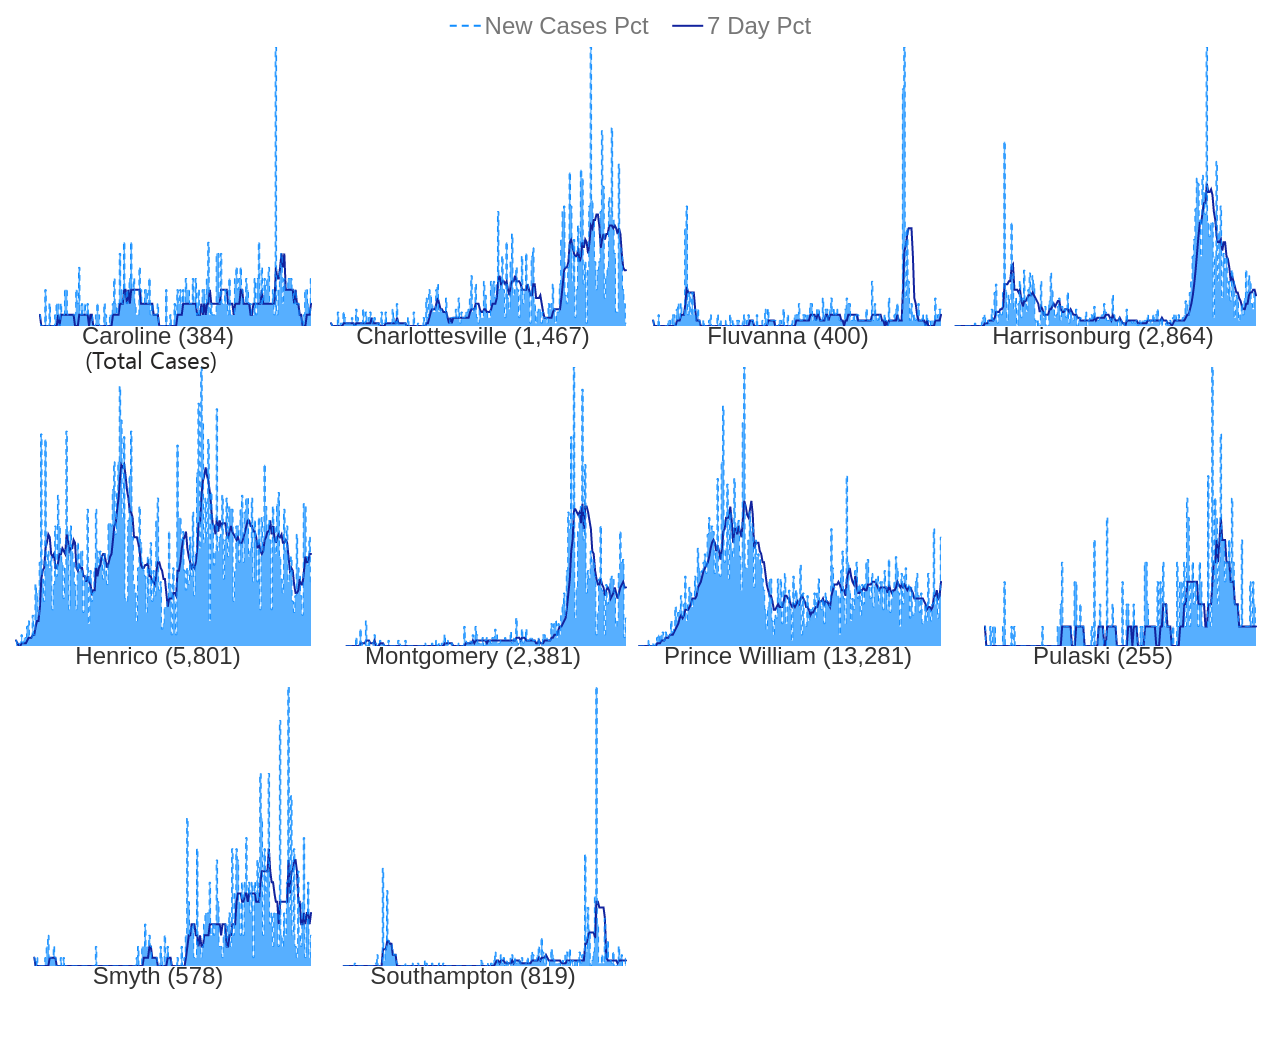 New Cases Pct 7 Day Pct
Caroline (384) Charlottesville (1,467) Fluvanna (400) Harrisonburg (2,864)
(Total Cases)
Henrico (5,801) Montgomery (2,381) Prince William (13,281) Pulaski (255)
Smyth (578) Southampton (819)